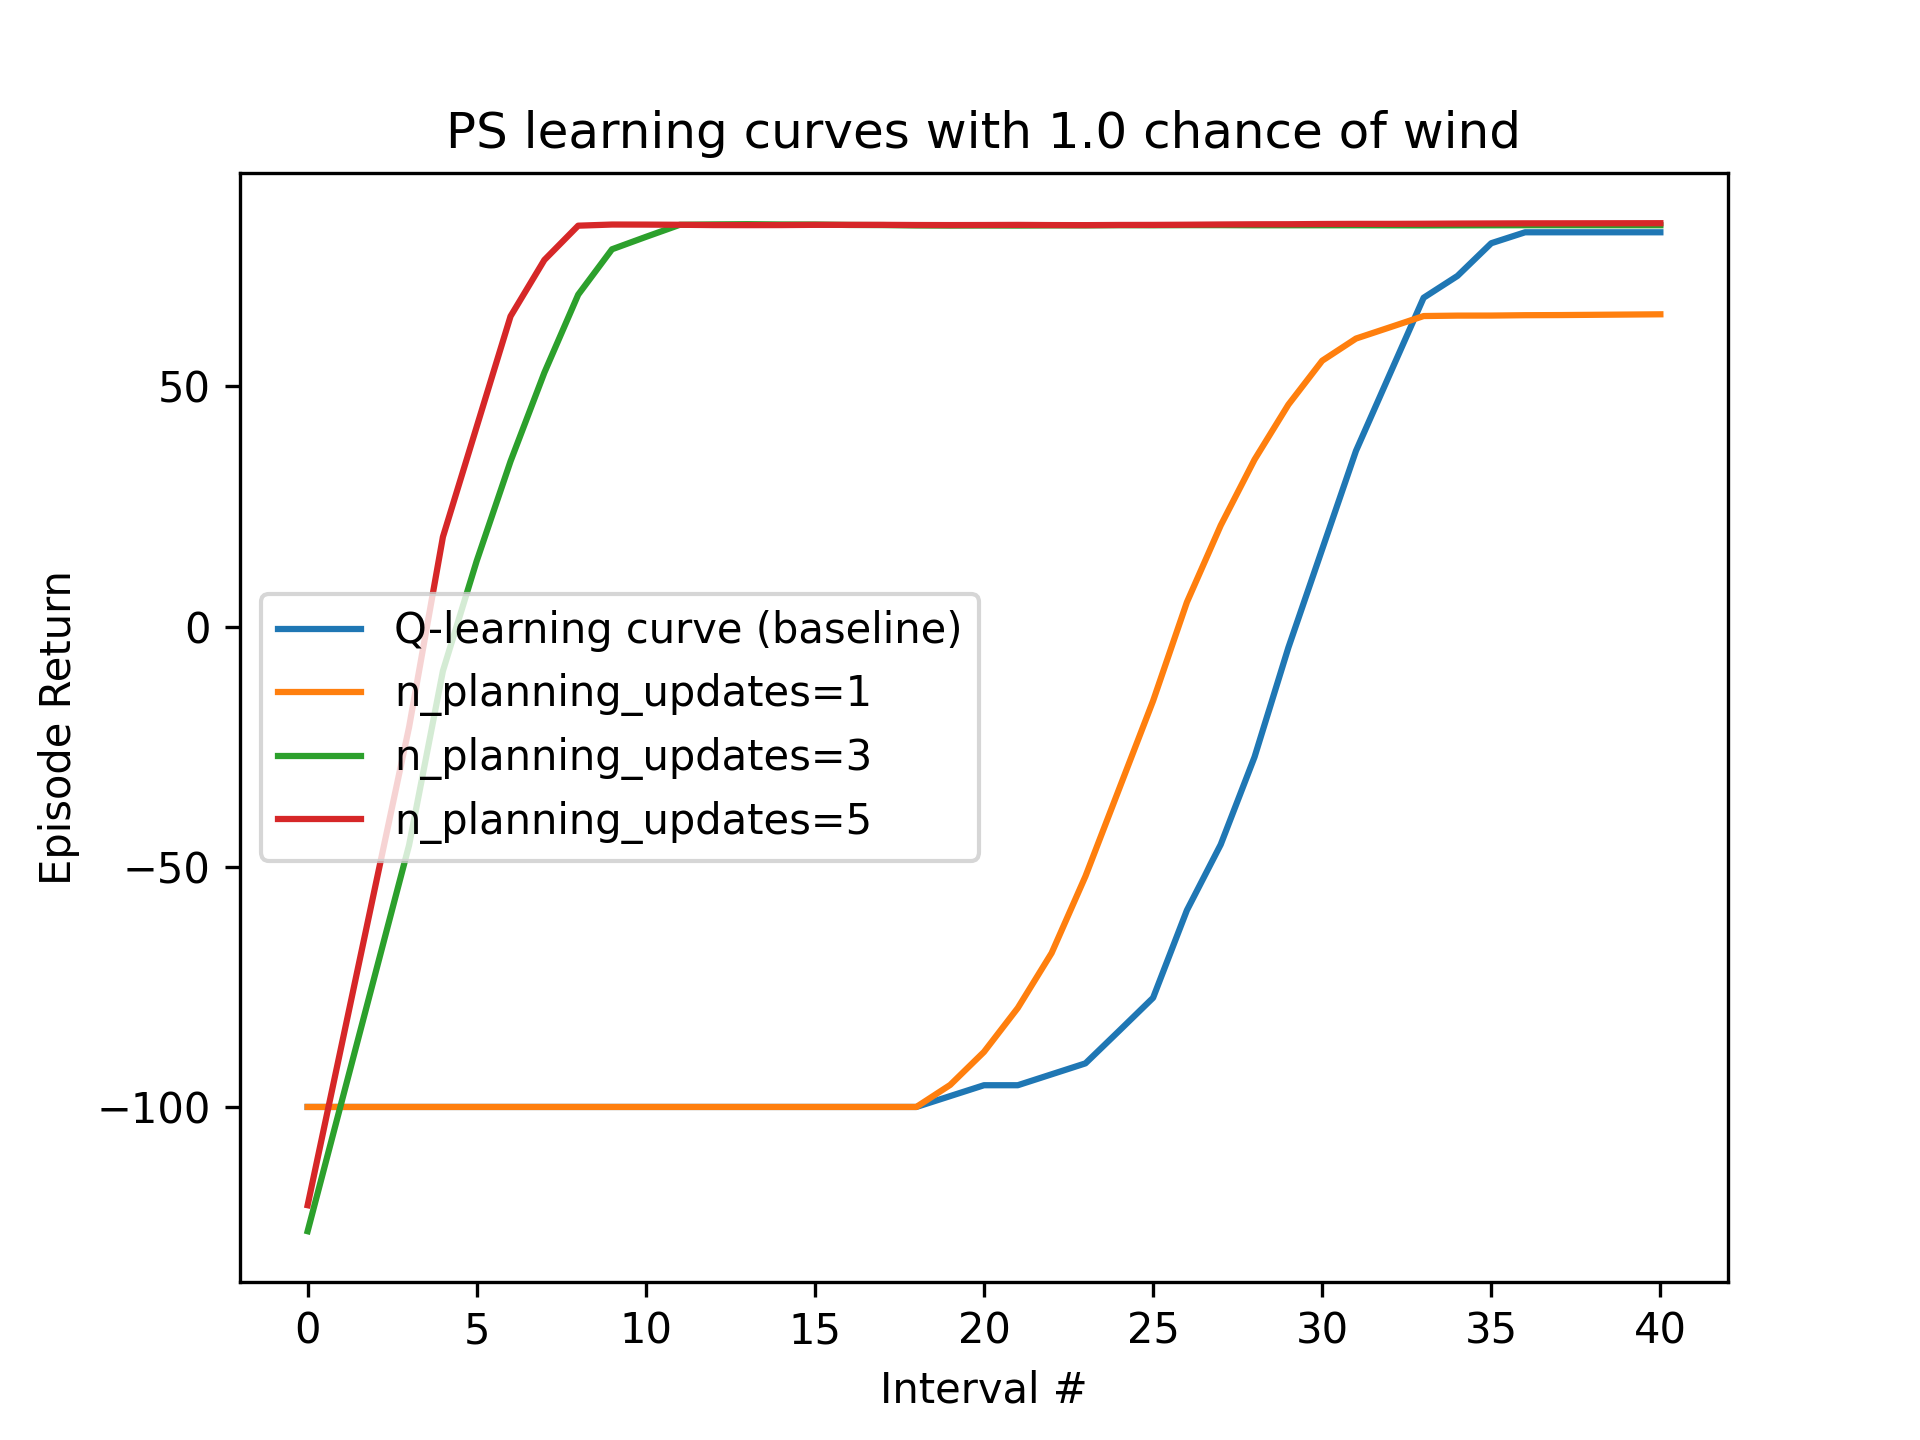 PS learning curves with 1.0 chance of wind
Episode Return
50
0
−50
−100
Q-learning curve (baseline)
n_planning_updates=1
n_planning_updates=3
n_planning_updates=5
0 5 10 15 20 25 30 35 40
Interval #